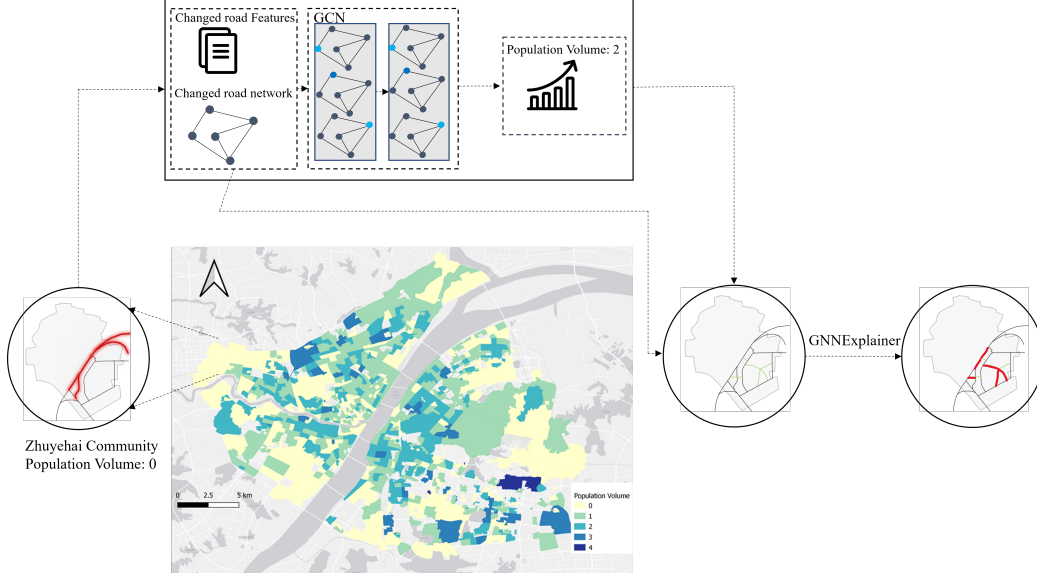 Changed road Features
GCN
Population Volume: 2
Changed road network
GNNExplainer
Zhuyehai Community
Population Volume: 0
0 2.5 5 km
Population Volume
0
1
2
3
4